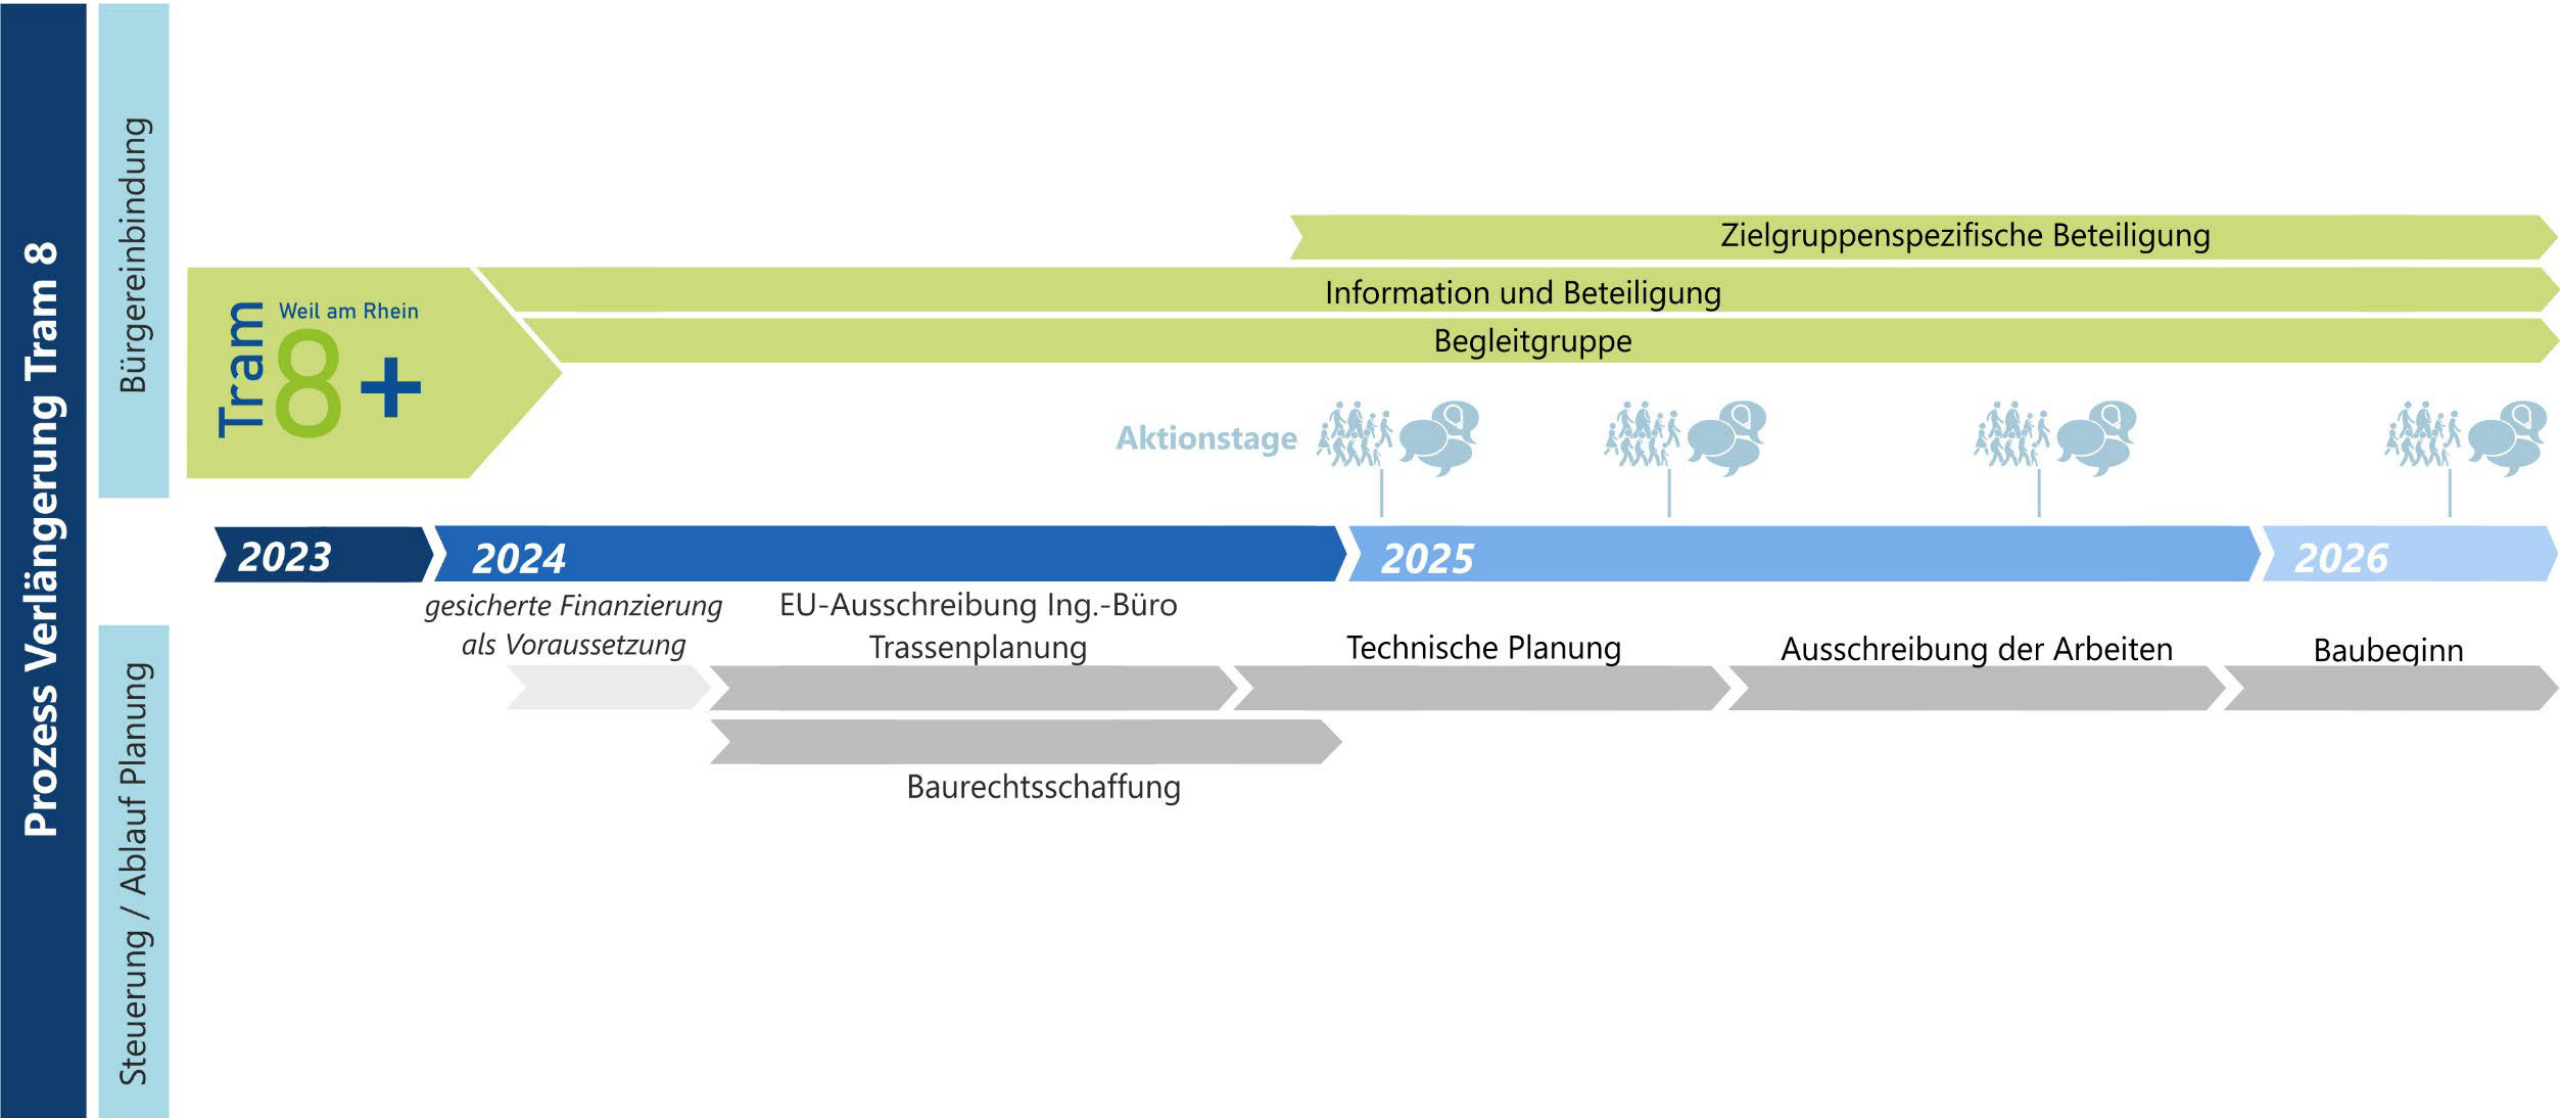 Prozess Verlängerung Tram 8
Bürgereinbindung
Zielgruppenspezifische Beteiligung
Information und Beteiligung
Begleitgruppe
Tram
Weil am Rhein
8+
Aktionstage
2023
2024
2025
2026
Steuerung / Ablauf Planung
gesicherte Finanzierung
als Voraussetzung
EU-Ausschreibung Ing.-Büro
Trassenplanung
Technische Planung
Ausschreibung der Arbeiten
Baubeginn
Baurechtsschaffung